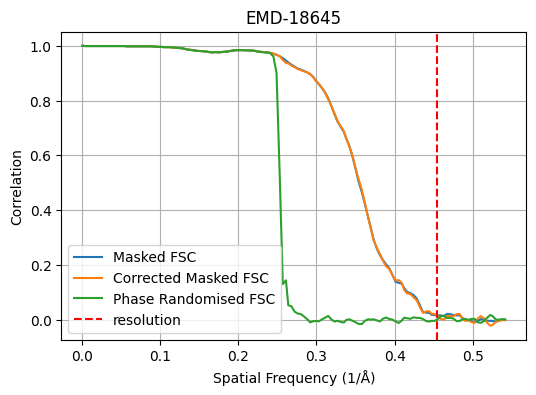 EMD-18645
Correlation
1.0
0.8
0.6
0.4
0.2
0.0
Masked FSC
Corrected Masked FSC
Phase Randomised FSC
resolution
0.0 0.1 0.2 0.3 0.4 0.5
Spatial Frequency (1/Å)